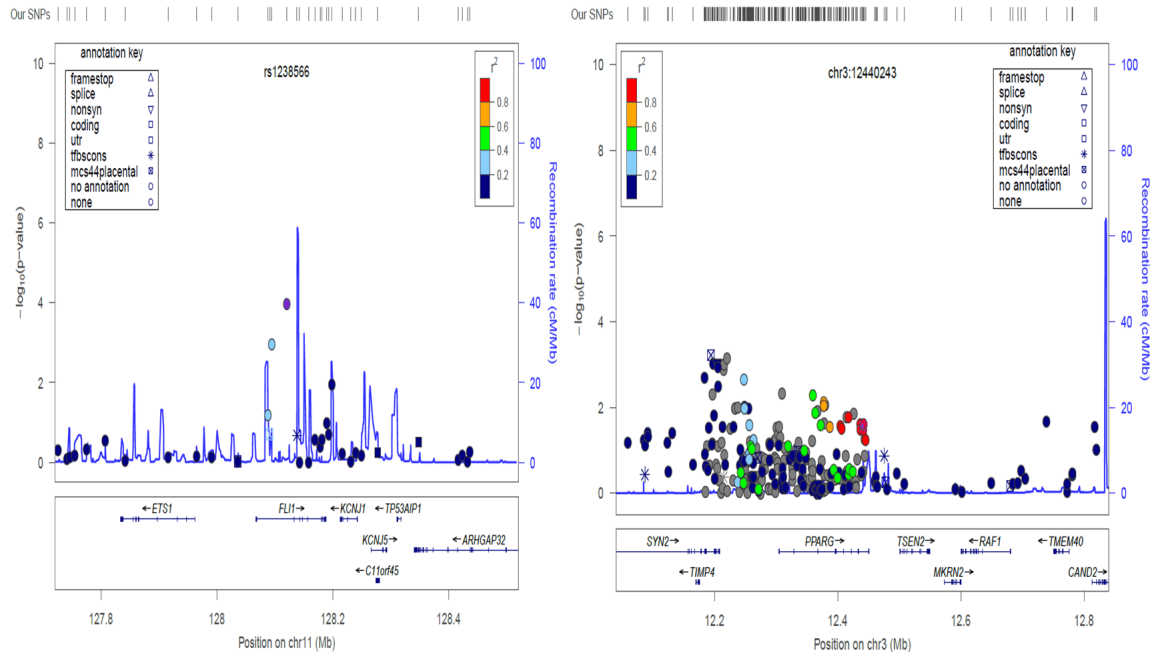 Our SNPs
annotation key
framestop
splice
nonsyn
coding
utr
tfbscons
mcs44placental
no annotation
none
rs1238566
r²
0.8
0.6
0.4
0.2
10
8
6
4
2
0
−log₁₀(p−value)
100
80
60
40
20
0
Recombination rate (cM/Mb)
←ETS1
FLI1→
←KCNJ1
←TP53AIP1
KCNJ5→
←ARHGAP32
←C11orf45
127.8
128
128.2
128.4
Position on chr11 (Mb)
Our SNPs
r²
0.8
0.6
0.4
0.2
chr3:12440243
annotation key
framestop
splice
nonsyn
coding
utr
tfbscons
mcs44placental
no annotation
none
10
8
6
4
2
0
−log₁₀(p−value)
100
80
60
40
20
0
Recombination rate (cM/Mb)
SYN2→
PPARG→
TSEN2→
←RAF1
←TMEM40
←TIMP4
MKRN2→
CAND2→
12.2
12.4
12.6
12.8
Position on chr3 (Mb)